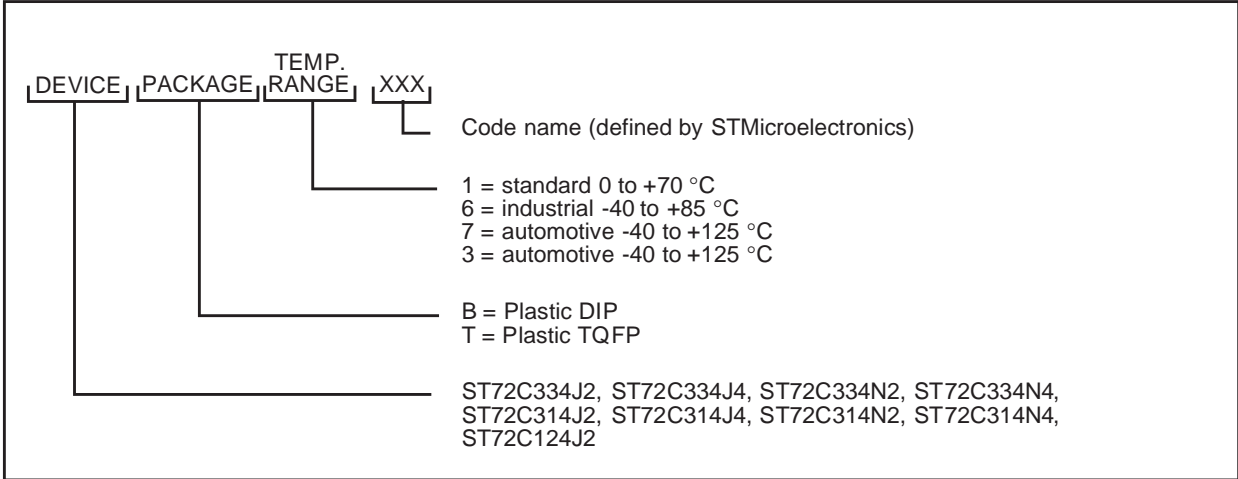 TEMP.
DEVICE PACKAGE RANGE XXX
Code name (defined by STMicroelectronics)
1 = standard 0 to +70 °C
6 = industrial -40 to +85 °C
7 = automotive -40 to +125 °C
3 = automotive -40 to +125 °C
B = Plastic DIP
T = Plastic TQFP
ST72C334J2, ST72C334J4, ST72C334N2, ST72C334N4,
ST72C314J2, ST72C314J4, ST72C314N2, ST72C314N4,
ST72C124J2